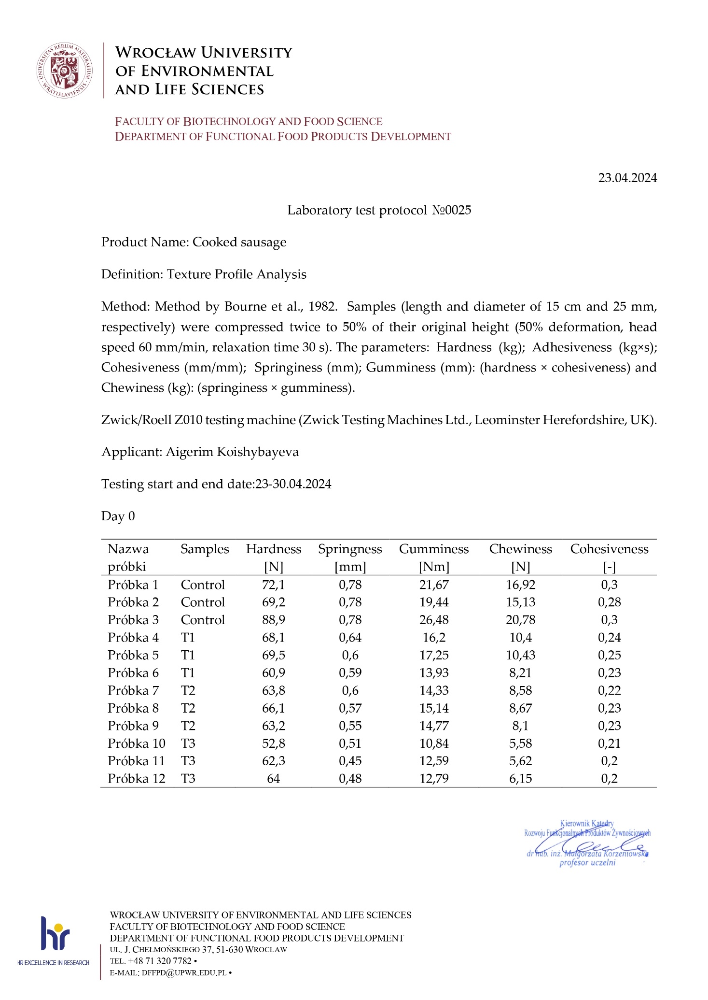 UNIVERSITAS RERUM NATURALIUM · WRATISLAVIENSIS ·
W
WROCŁAW UNIVERSITY
OF ENVIRONMENTAL
AND LIFE SCIENCES
FACULTY OF BIOTECHNOLOGY AND FOOD SCIENCE
DEPARTMENT OF FUNCTIONAL FOOD PRODUCTS DEVELOPMENT
23.04.2024
Laboratory test protocol №0025
Product Name: Cooked sausage
Definition: Texture Profile Analysis
Method: Method by Bourne et al., 1982. Samples (length and diameter of 15 cm and 25 mm,
respectively) were compressed twice to 50% of their original height (50% deformation, head
speed 60 mm/min, relaxation time 30 s). The parameters: Hardness (kg); Adhesiveness (kg×s);
Cohesiveness (mm/mm); Springiness (mm); Gumminess (mm): (hardness × cohesiveness) and
Chewiness (kg): (springiness × gumminess).
Zwick/Roell Z010 testing machine (Zwick Testing Machines Ltd., Leominster Herefordshire, UK).
Applicant: Aigerim Koishybayeva
Testing start and end date:23-30.04.2024
Day 0
Nazwa Samples Hardness Springness Gumminess Chewiness Cohesiveness
próbki [N] [mm] [Nm] [N] [-]
Próbka 1 Control 72,1 0,78 21,67 16,92 0,3
Próbka 2 Control 69,2 0,78 19,44 15,13 0,28
Próbka 3 Control 88,9 0,78 26,48 20,78 0,3
Próbka 4 T1 68,1 0,64 16,2 10,4 0,24
Próbka 5 T1 69,5 0,6 17,25 10,43 0,25
Próbka 6 T1 60,9 0,59 13,93 8,21 0,23
Próbka 7 T2 63,8 0,6 14,33 8,58 0,22
Próbka 8 T2 66,1 0,57 15,14 8,67 0,23
Próbka 9 T2 63,2 0,55 14,77 8,1 0,23
Próbka 10 T3 52,8 0,51 10,84 5,58 0,21
Próbka 11 T3 62,3 0,45 12,59 5,62 0,2
Próbka 12 T3 64 0,48 12,79 6,15 0,2
Kierownik Katedry
Rozwoju Funkcjonalnych Produktów Żywnościowych
dr hab. inż. Małgorzata Korzeniowska
profesor uczelni
hr
HR EXCELLENCE IN RESEARCH
WROCŁAW UNIVERSITY OF ENVIRONMENTAL AND LIFE SCIENCES
FACULTY OF BIOTECHNOLOGY AND FOOD SCIENCE
DEPARTMENT OF FUNCTIONAL FOOD PRODUCTS DEVELOPMENT
UL. J. CHEŁMOŃSKIEGO 37, 51-630 WROCŁAW
TEL. +48 71 320 7782 •
E-MAIL: DFFPD@UPWR.EDU.PL •